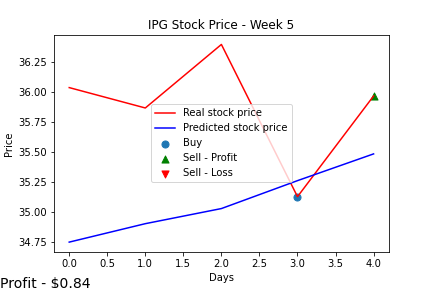 IPG Stock Price - Week 5
36.25
36.00
35.75
35.50
35.25
35.00
34.75
Price
Real stock price
Predicted stock price
Buy
Sell - Profit
Sell - Loss
0.0 0.5 1.0 1.5 2.0 2.5 3.0 3.5 4.0
Days
Profit - $0.84